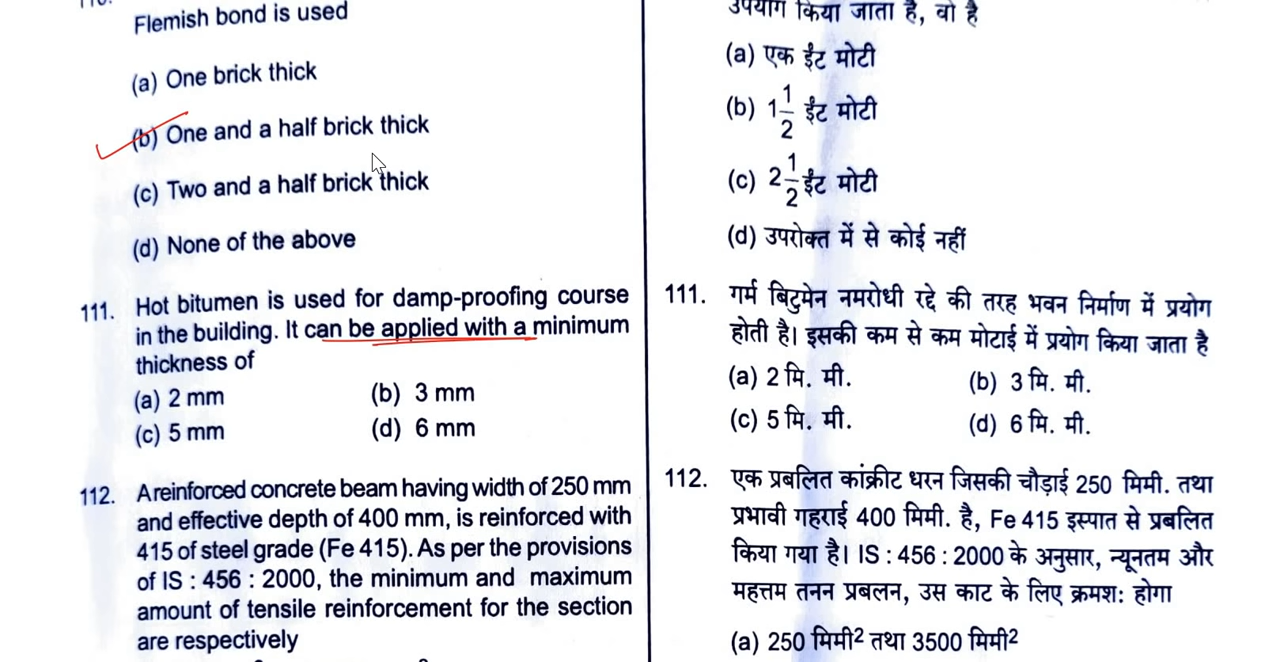 Flemish bond is used
(a) One brick thick
(b) One and a half brick thick
(c) Two and a half brick thick
(d) None of the above
111. Hot bitumen is used for damp-proofing course
in the building. It can be applied with a minimum
thickness of
(a) 2 mm (b) 3 mm
(c) 5 mm (d) 6 mm
112. A reinforced concrete beam having width of 250 mm
and effective depth of 400 mm, is reinforced with
415 of steel grade (Fe 415). As per the provisions
of IS : 456 : 2000, the minimum and maximum
amount of tensile reinforcement for the section
are respectively
उपयोग किया जाता है, वो है
(a) एक ईंट मोटी
(b) 1 1/2 ईंट मोटी
(c) 2 1/2 ईंट मोटी
(d) उपरोक्त में से कोई नहीं
111. गर्म बिटुमेन नमरोधी रद्दे की तरह भवन निर्माण में प्रयोग
होती है। इसकी कम से कम मोटाई में प्रयोग किया जाता है
(a) 2 मि. मी. (b) 3 मि. मी.
(c) 5 मि. मी. (d) 6 मि. मी.
112. एक प्रबलित कांक्रीट धरन जिसकी चौड़ाई 250 मिमी. तथा
प्रभावी गहराई 400 मिमी. है, Fe 415 इस्पात से प्रबलित
किया गया है। IS : 456 : 2000 के अनुसार, न्यूनतम और
महत्तम तनन प्रबलन, उस काट के लिए क्रमश: होगा
(a) 250 मिमी² तथा 3500 मिमी²